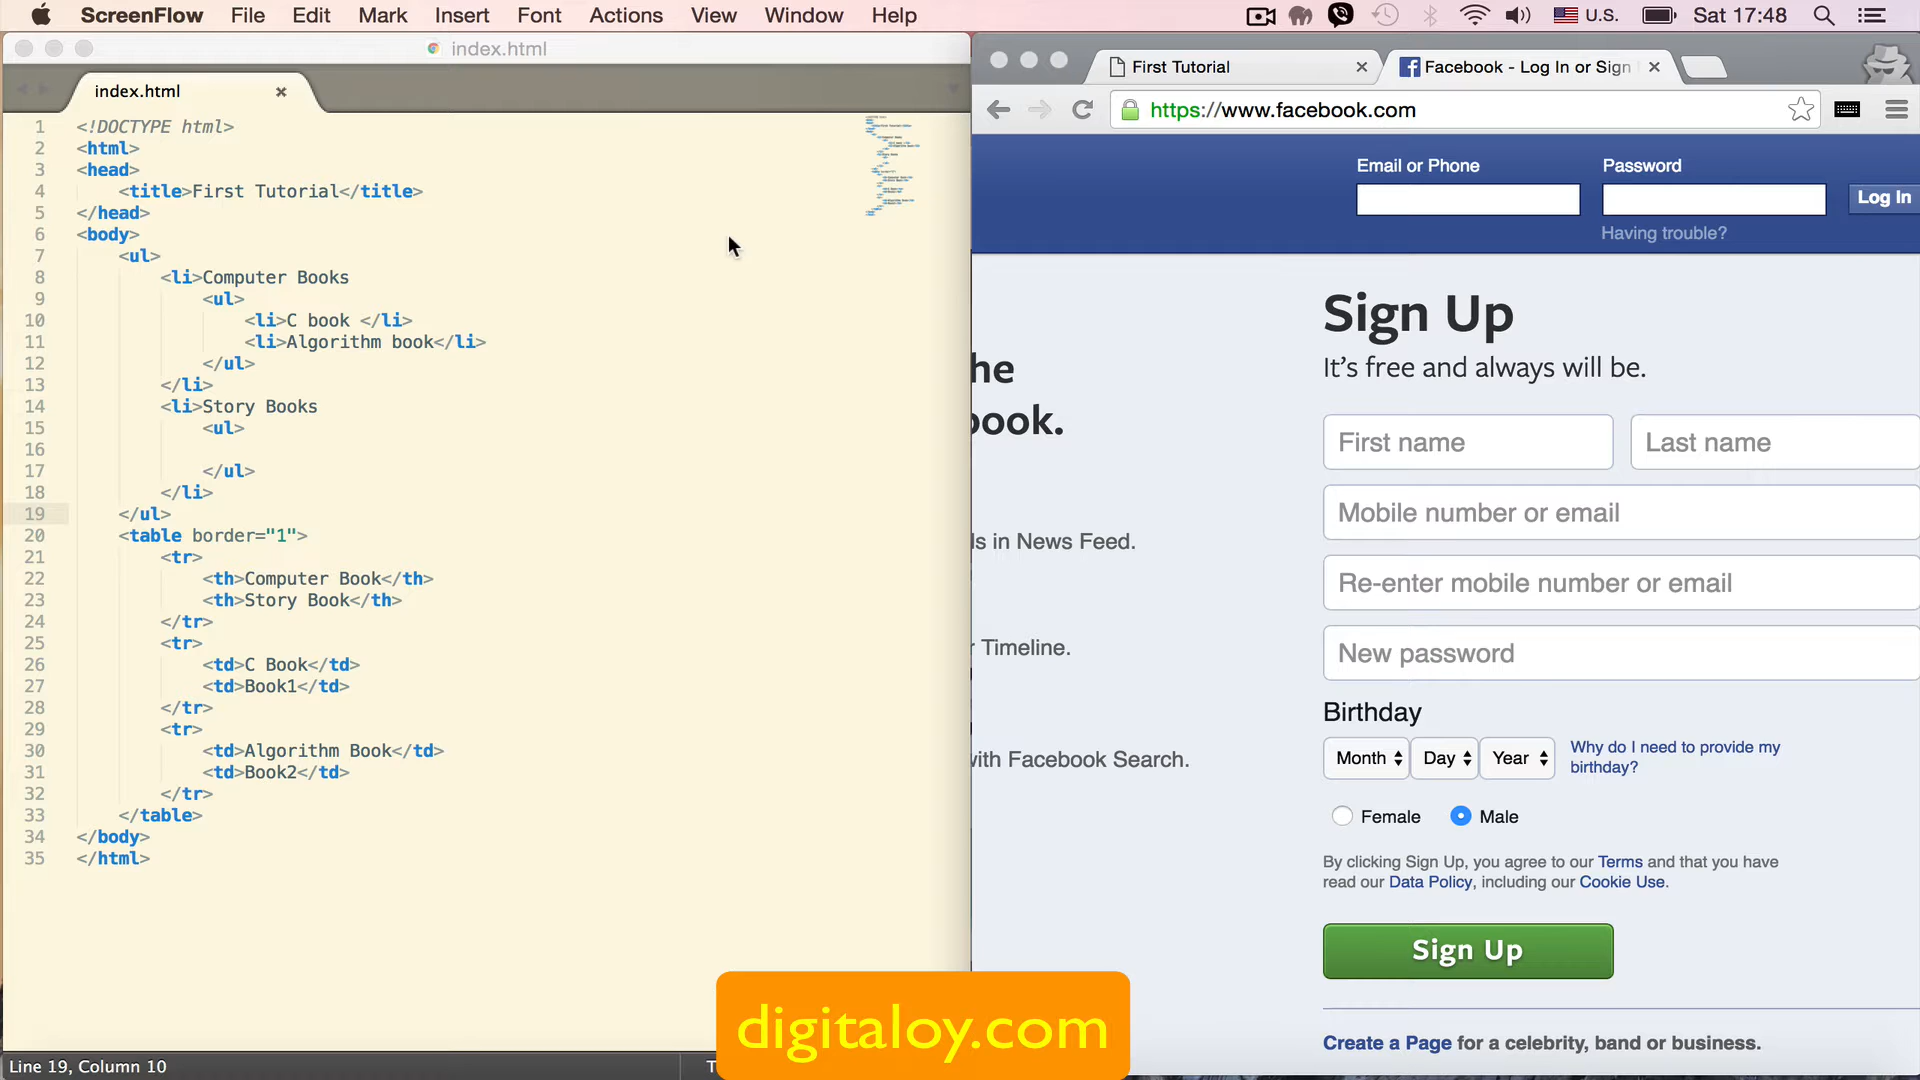 ScreenFlow File Edit Mark Insert Font Actions View Window Help U.S. Sat 17:48
index.html
index.html
1 <!DOCTYPE html>
2 <html>
3 <head>
4 <title>First Tutorial</title>
5 </head>
6 <body>
7 <ul>
8 <li>Computer Books
9 <ul>
10 <li>C book </li>
11 <li>Algorithm book</li>
12 </ul>
13 </li>
14 <li>Story Books
15 <ul>
16
17 </ul>
18 </li>
19 </ul>
20 <table border="1">
21 <tr>
22 <th>Computer Book</th>
23 <th>Story Book</th>
24 </tr>
25 <tr>
26 <td>C Book</td>
27 <td>Book1</td>
28 </tr>
29 <tr>
30 <td>Algorithm Book</td>
31 <td>Book2</td>
32 </tr>
33 </table>
34 </body>
35 </html>
Line 19, Column 10
First Tutorial Facebook - Log In or Sign
https://www.facebook.com
Email or Phone Password
Log In
Having trouble?
he
ook.
s in News Feed.
Timeline.
with Facebook Search.
Sign Up
It's free and always will be.
First name Last name
Mobile number or email
Re-enter mobile number or email
New password
Birthday
Month Day Year Why do I need to provide my
birthday?
Female Male
By clicking Sign Up, you agree to our Terms and that you have
read our Data Policy, including our Cookie Use.
Sign Up
Create a Page for a celebrity, band or business.
digitaloy.com